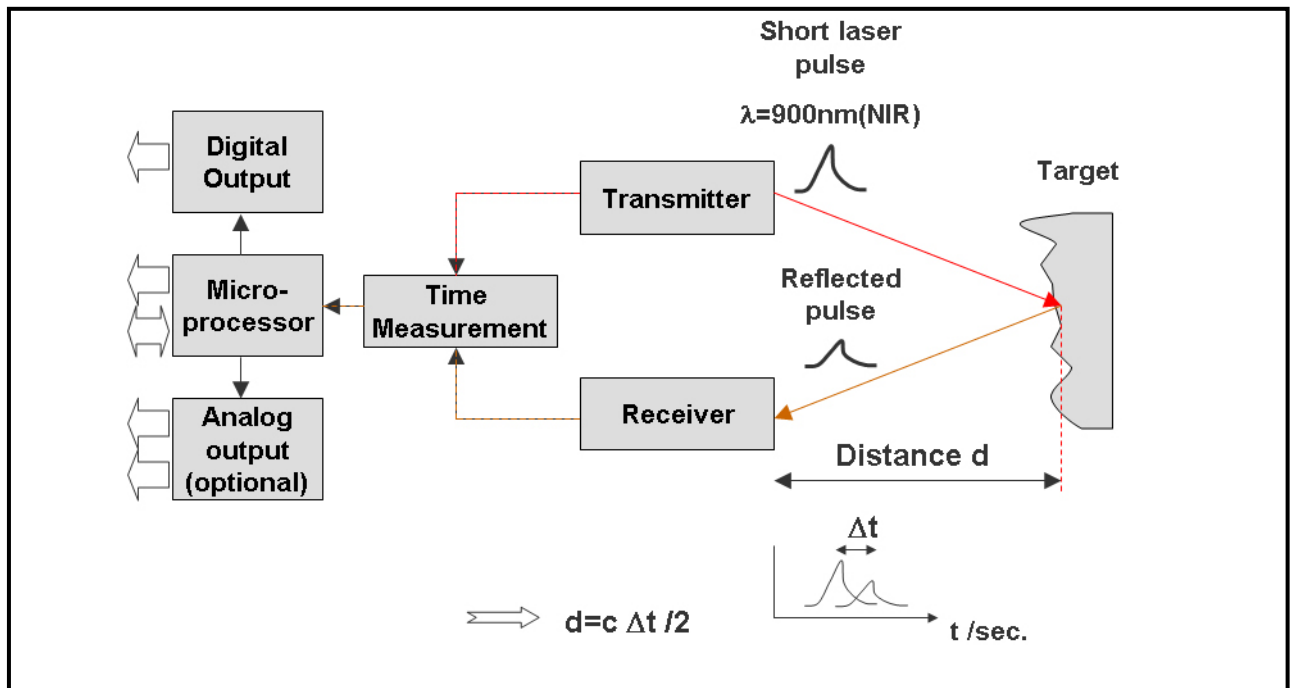 Short laser
pulse
λ=900nm(NIR)
Digital
Output
Transmitter
Target
Micro-
processor
Time
Measurement
Reflected
pulse
Analog
output
(optional)
Receiver
Distance d
Δt
d=c Δt /2
t /sec.